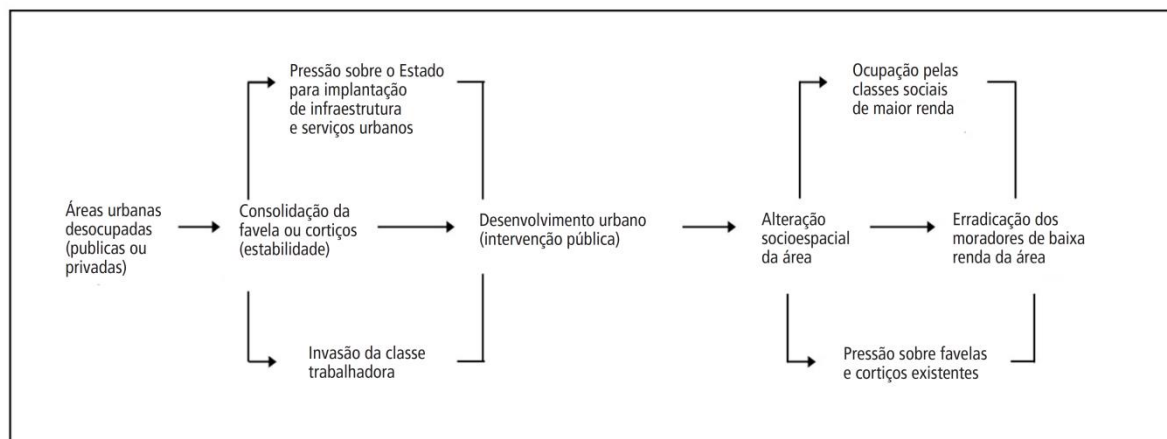 Pressão sobre o Estado
para implantação
de infraestrutura
e serviços urbanos
Ocupação pelas
classes sociais
de maior renda
Áreas urbanas
desocupadas
(publicas ou
privadas)
Consolidação da
favela ou cortiços
(estabilidade)
Desenvolvimento urbano
(intervenção pública)
Alteração
socioespacial
da área
Erradicação dos
moradores de baixa
renda da área
Invasão da classe
trabalhadora
Pressão sobre favelas
e cortiços existentes